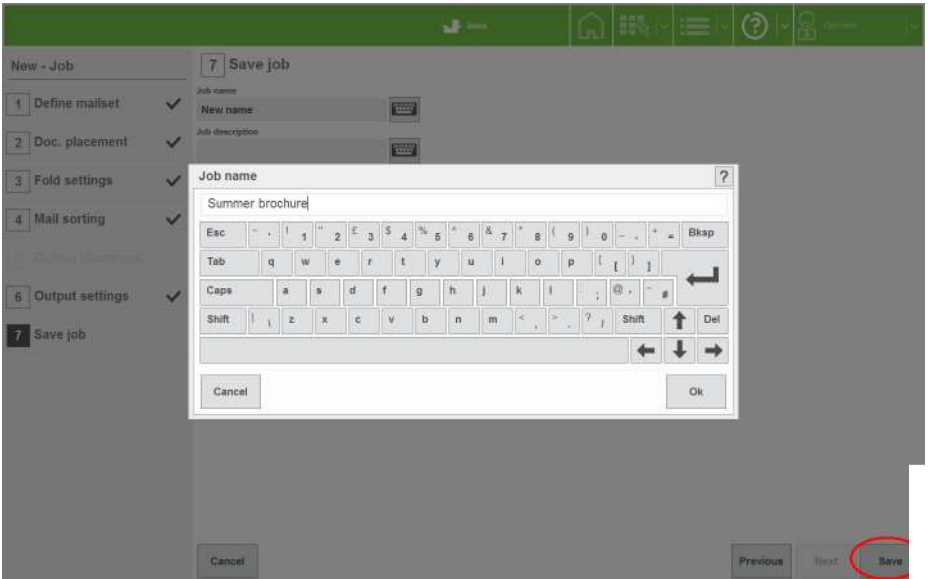 New - Job
7 Save job
Job name
New name
Job description
1 Define mailset
2 Doc. placement
3 Fold settings
4 Mail sorting
6 Output settings
7 Save job
Job name ?
Summer brochure
Esc ¬ ! 1 " 2 £ 3 $ 4 % 5 ^ 6 & 7 * 8 ( 9 ) 0 _ - + = Bksp
Tab q w e r t y u i o p { [ } ]
Caps a s d f g h j k l : ; @ ' ~ #
Shift | \ z x c v b n m < , > . ? / Shift Del
Cancel Ok
Cancel Previous Next Save